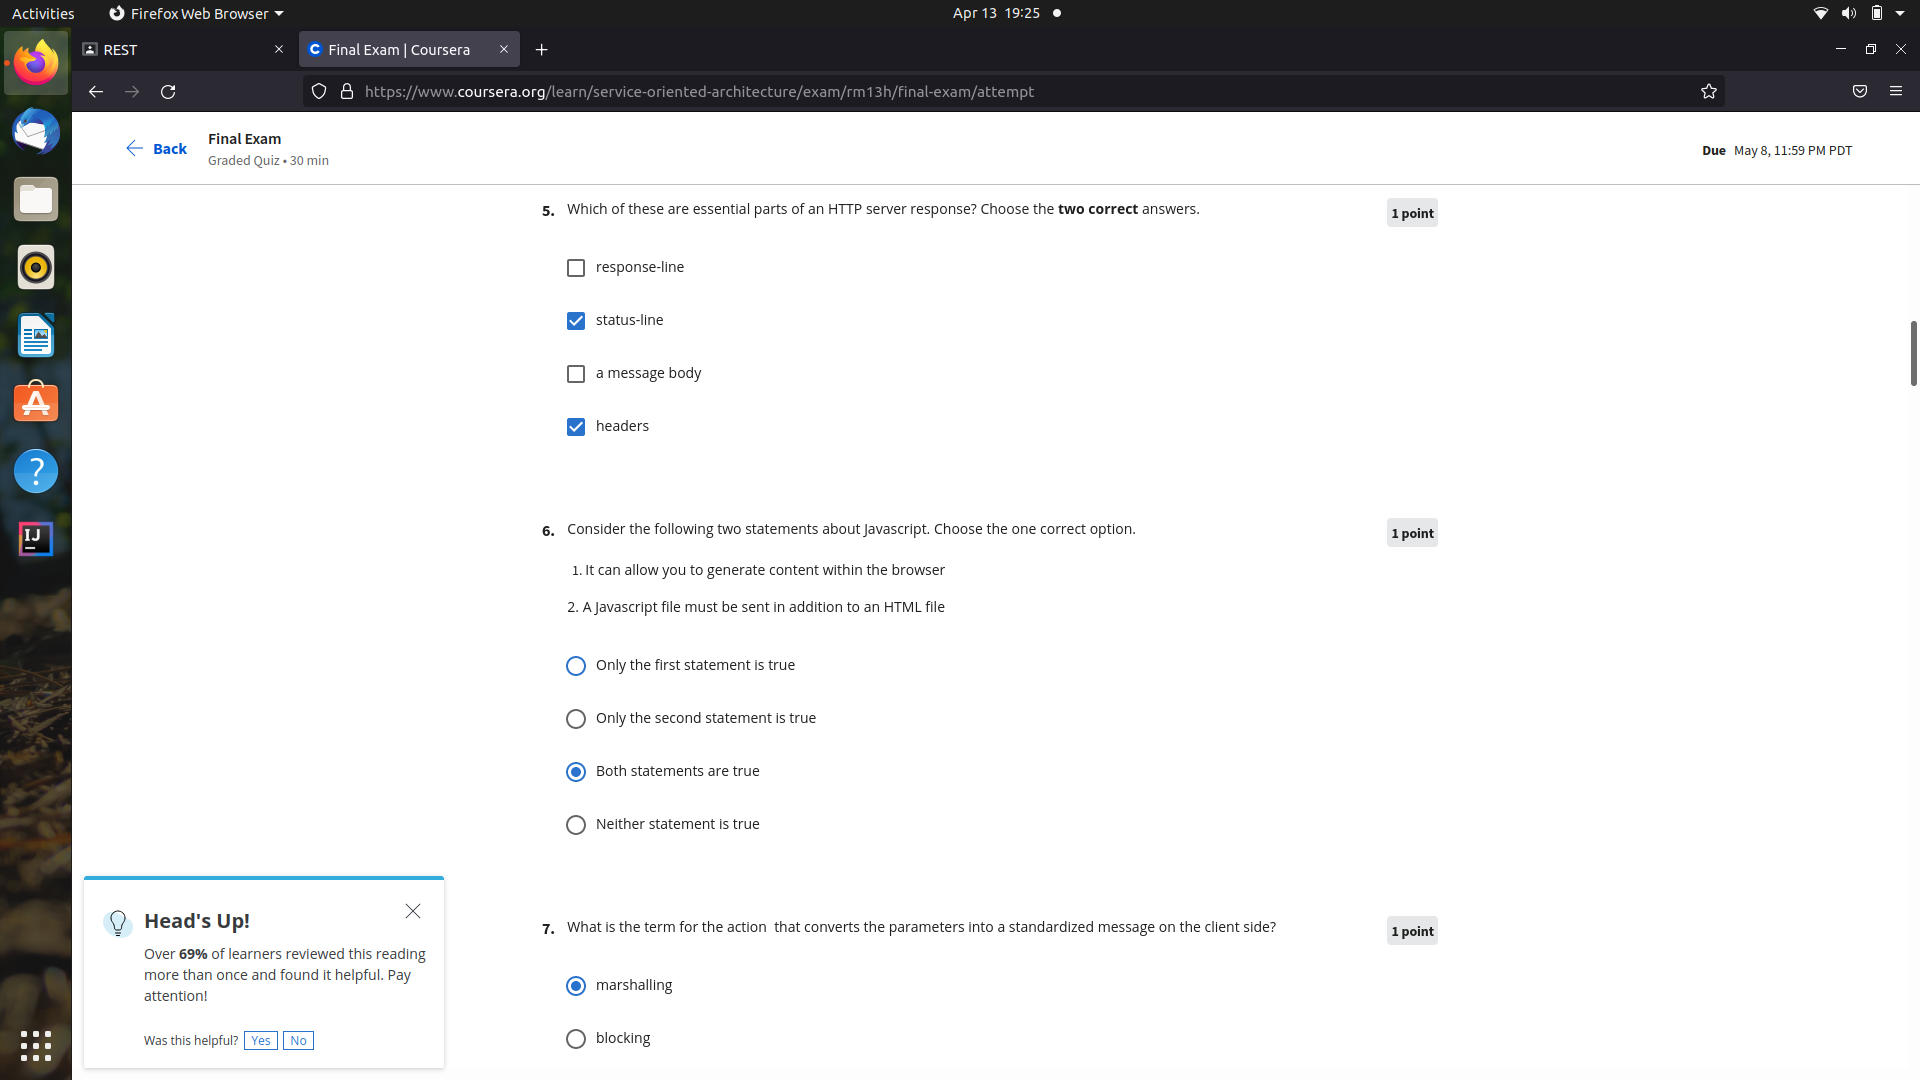 Activities
Firefox Web Browser
Apr 13 19:25
REST
Final Exam | Coursera
https://www.coursera.org/learn/service-oriented-architecture/exam/rm13h/final-exam/attempt
Back
Final Exam
Graded Quiz • 30 min
Due May 8, 11:59 PM PDT
5. Which of these are essential parts of an HTTP server response? Choose the two correct answers.
1 point
response-line
status-line
a message body
headers
6. Consider the following two statements about Javascript. Choose the one correct option.
1 point
1. It can allow you to generate content within the browser
2. A Javascript file must be sent in addition to an HTML file
Only the first statement is true
Only the second statement is true
Both statements are true
Neither statement is true
7. What is the term for the action that converts the parameters into a standardized message on the client side?
1 point
marshalling
blocking
Head's Up!
Over 69% of learners reviewed this reading
more than once and found it helpful. Pay
attention!
Was this helpful? Yes No
IJ